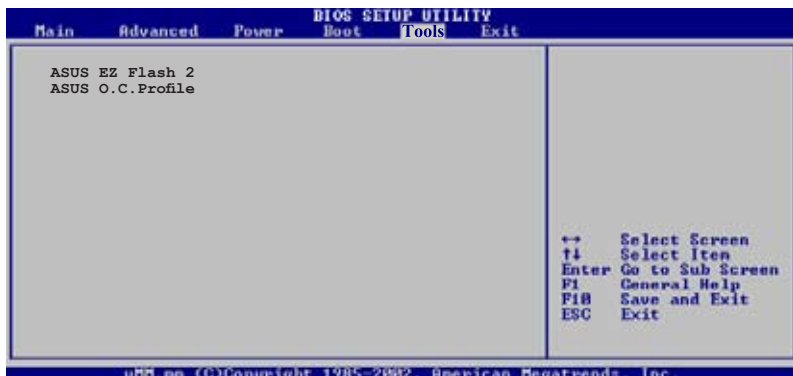 BIOS SETUP UTILITY
Main Advanced Power Boot Tools Exit
ASUS EZ Flash 2
ASUS O.C.Profile
↔ Select Screen
↑↓ Select Item
Enter Go to Sub Screen
F1 General Help
F10 Save and Exit
ESC Exit
(C)Copyright 1985-2002, American Megatrends, Inc.